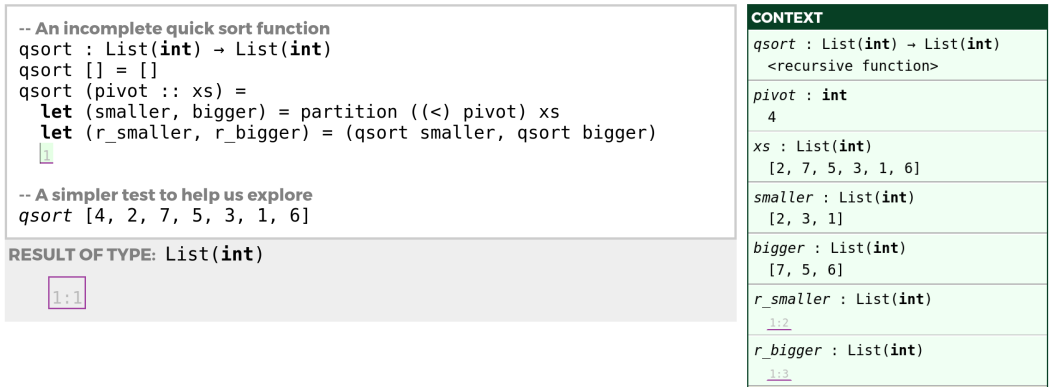 -- An incomplete quick sort function
qsort : List(int) → List(int)
qsort [] = []
qsort (pivot :: xs) =
let (smaller, bigger) = partition ((<) pivot) xs
let (r_smaller, r_bigger) = (qsort smaller, qsort bigger)
1
-- A simpler test to help us explore
qsort [4, 2, 7, 5, 3, 1, 6]
RESULT OF TYPE: List(int)
1:1
CONTEXT
qsort : List(int) → List(int)
<recursive function>
pivot : int
4
xs : List(int)
[2, 7, 5, 3, 1, 6]
smaller : List(int)
[2, 3, 1]
bigger : List(int)
[7, 5, 6]
r_smaller : List(int)
1:2
r_bigger : List(int)
1:3